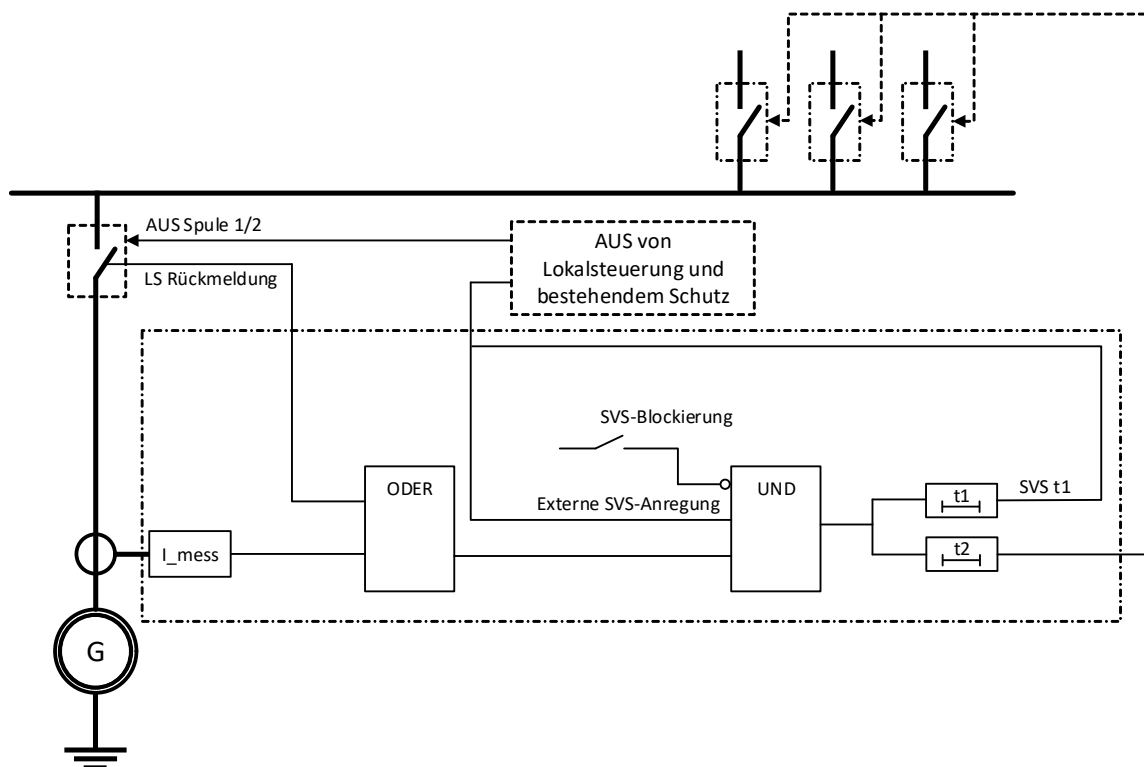 AUS Spule 1/2
LS Rückmeldung
AUS von
Lokalsteuerung und
bestehendem Schutz
SVS-Blockierung
ODER
UND
Externe SVS-Anregung
t1
SVS t1
t2
I_mess
G